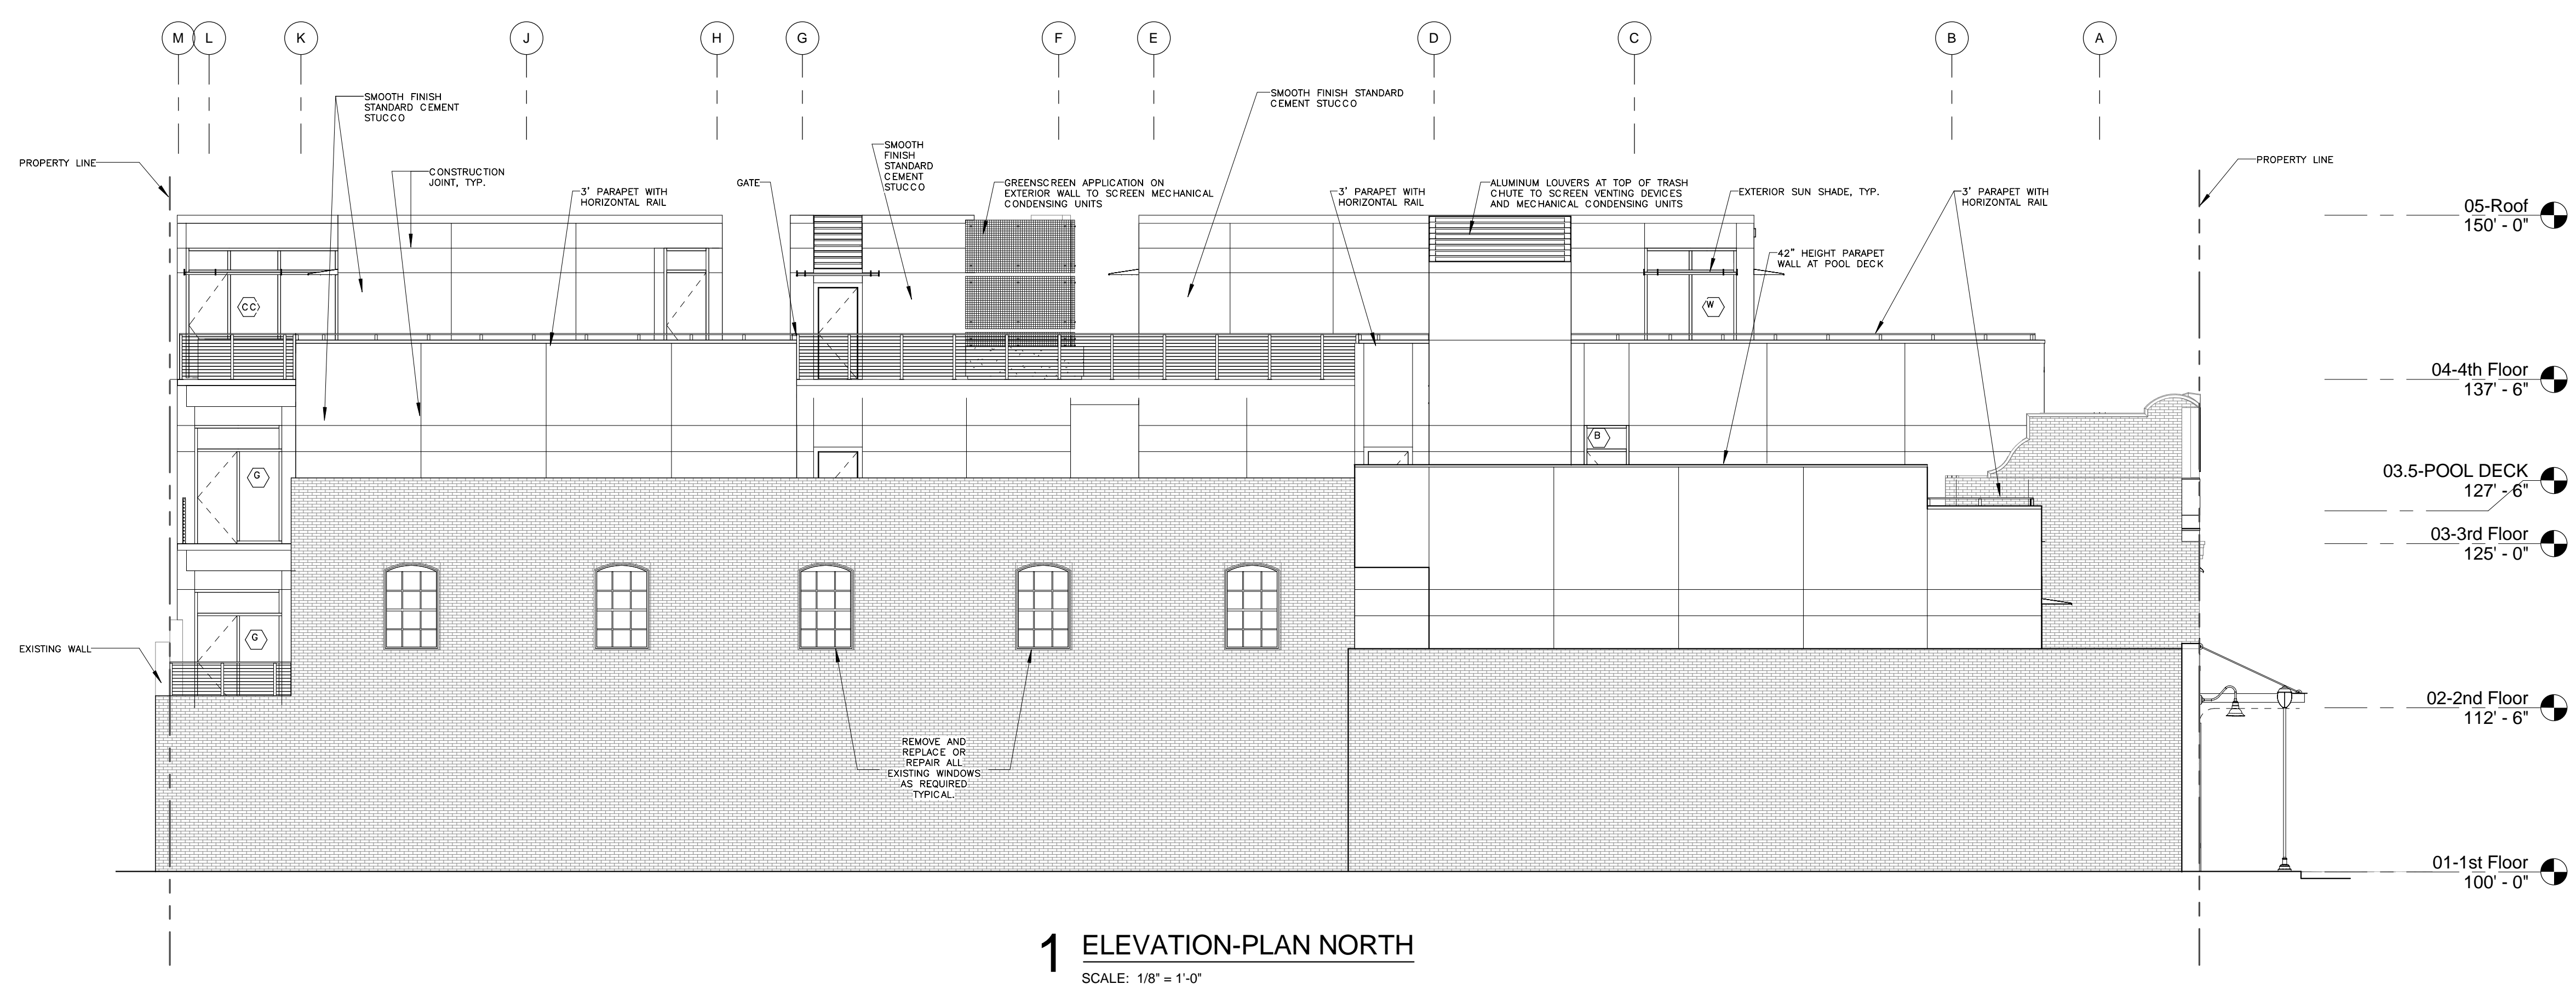 M L K J H G F E D C B A
SMOOTH FINISH
STANDARD CEMENT
STUCCO
SMOOTH FINISH STANDARD
CEMENT STUCCO
PROPERTY LINE
CONSTRUCTION
JOINT, TYP.
3' PARAPET WITH
HORIZONTAL RAIL
GATE
SMOOTH
FINISH
STANDARD
CEMENT
STUCCO
GREENSCREEN APPLICATION ON
EXTERIOR WALL TO SCREEN MECHANICAL
CONDENSING UNITS
3' PARAPET WITH
HORIZONTAL RAIL
ALUMINUM LOUVERS AT TOP OF TRASH
CHUTE TO SCREEN VENTING DEVICES
AND MECHANICAL CONDENSING UNITS
EXTERIOR SUN SHADE, TYP.
3' PARAPET WITH
HORIZONTAL RAIL
PROPERTY LINE
42" HEIGHT PARAPET
WALL AT POOL DECK
05-Roof
150' - 0"
CC
W
04-4th Floor
137' - 6"
B
G
03.5-POOL DECK
127' - 6"
03-3rd Floor
125' - 0"
G
EXISTING WALL
02-2nd Floor
112' - 6"
REMOVE AND
REPLACE OR
REPAIR ALL
EXISTING WINDOWS
AS REQUIRED
TYPICAL.
01-1st Floor
100' - 0"
1 ELEVATION-PLAN NORTH
SCALE: 1/8" = 1'-0"